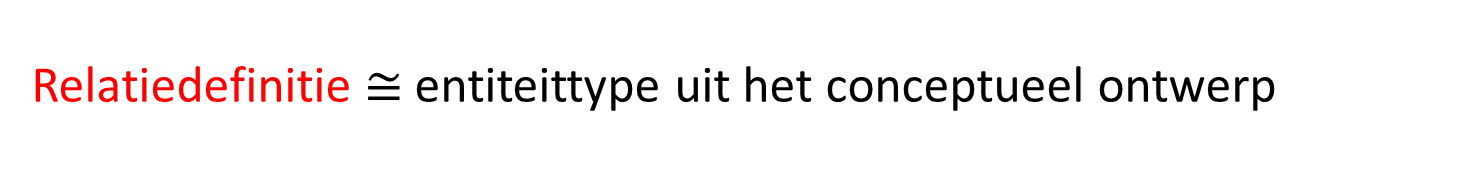 Relatiedefinitie ≅ entiteittype uit het conceptueel ontwerp